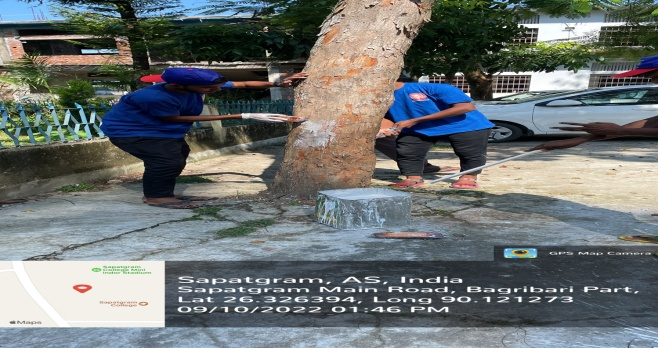 GPS Map Camera
Sapatgram
College Mini
Indor Stadium
Sapatgram
College
Maps
Sapatgram, AS, India
Sapatgram Main Road, Bagribari Part,
Lat 26.326394, Long 90.121273
09/10/2022 01:46 PM